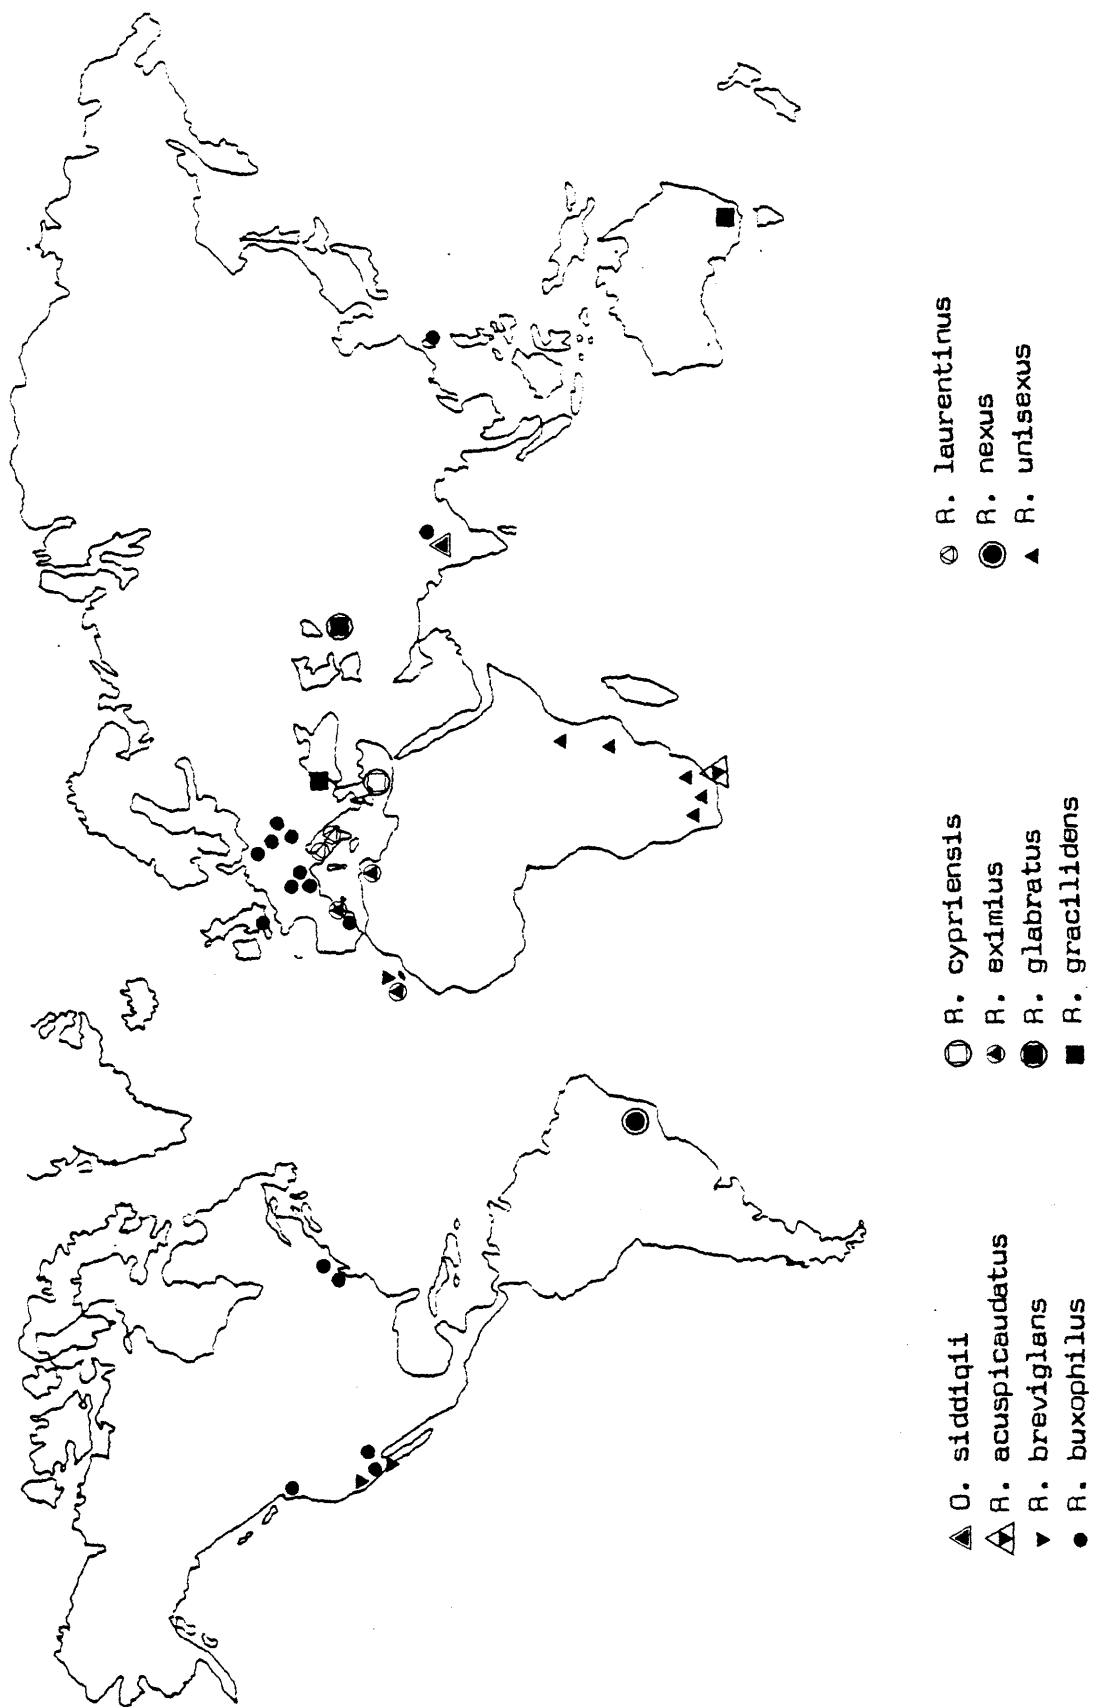 O. siddiqii
R. acuspicaudatus
R. breviglans
R. buxophilus
R. cypriensis
R. eximius
R. glabratus
R. gracilidens
R. laurentinus
R. nexus
R. unisexus